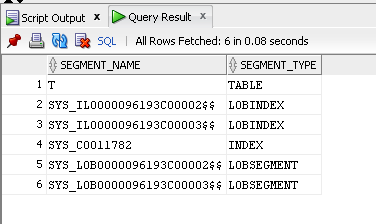 Script Output x Query Result x
SQL | All Rows Fetched: 6 in 0.08 seconds
SEGMENT_NAME SEGMENT_TYPE
1 T TABLE
2 SYS_IL0000096193C00002$$ LOBINDEX
3 SYS_IL0000096193C00003$$ LOBINDEX
4 SYS_C0011782 INDEX
5 SYS_LOB0000096193C00002$$ LOBSEGMENT
6 SYS_LOB0000096193C00003$$ LOBSEGMENT